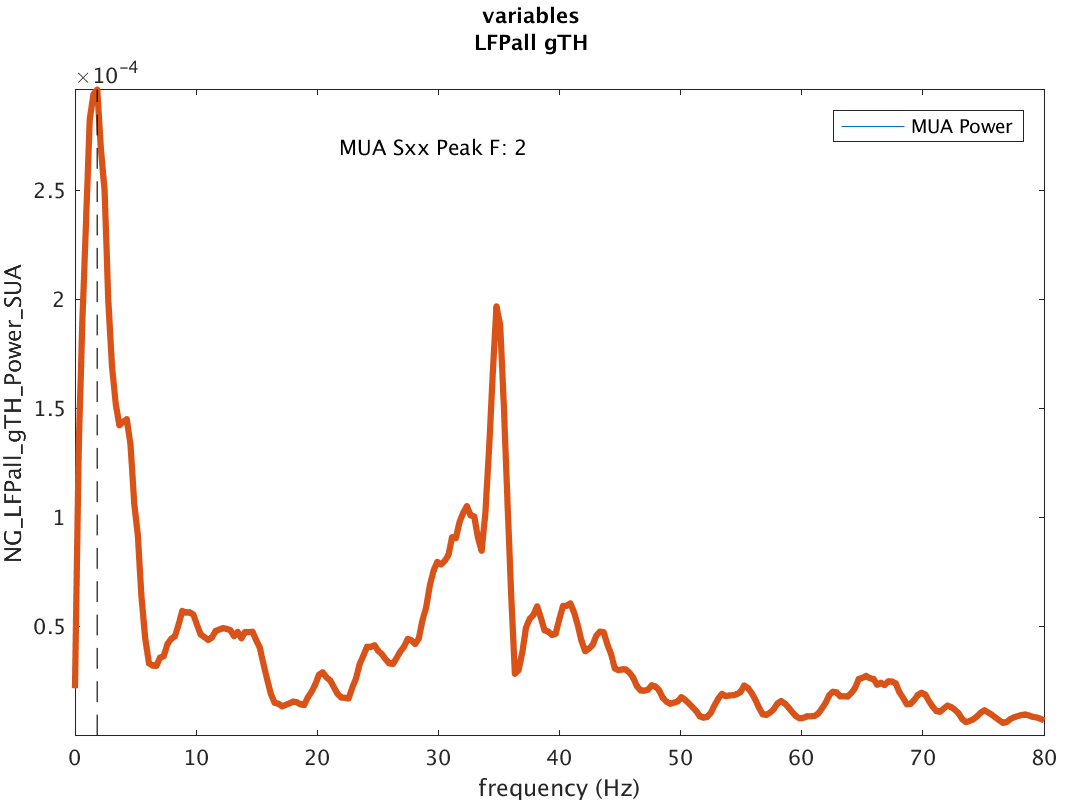 variables
LFPall gTH
×10⁻⁴
MUA Power
MUA Sxx Peak F: 2
NG_LFPall_gTH_Power_SUA
2.5
2
1.5
1
0.5
0 10 20 30 40 50 60 70 80
frequency (Hz)